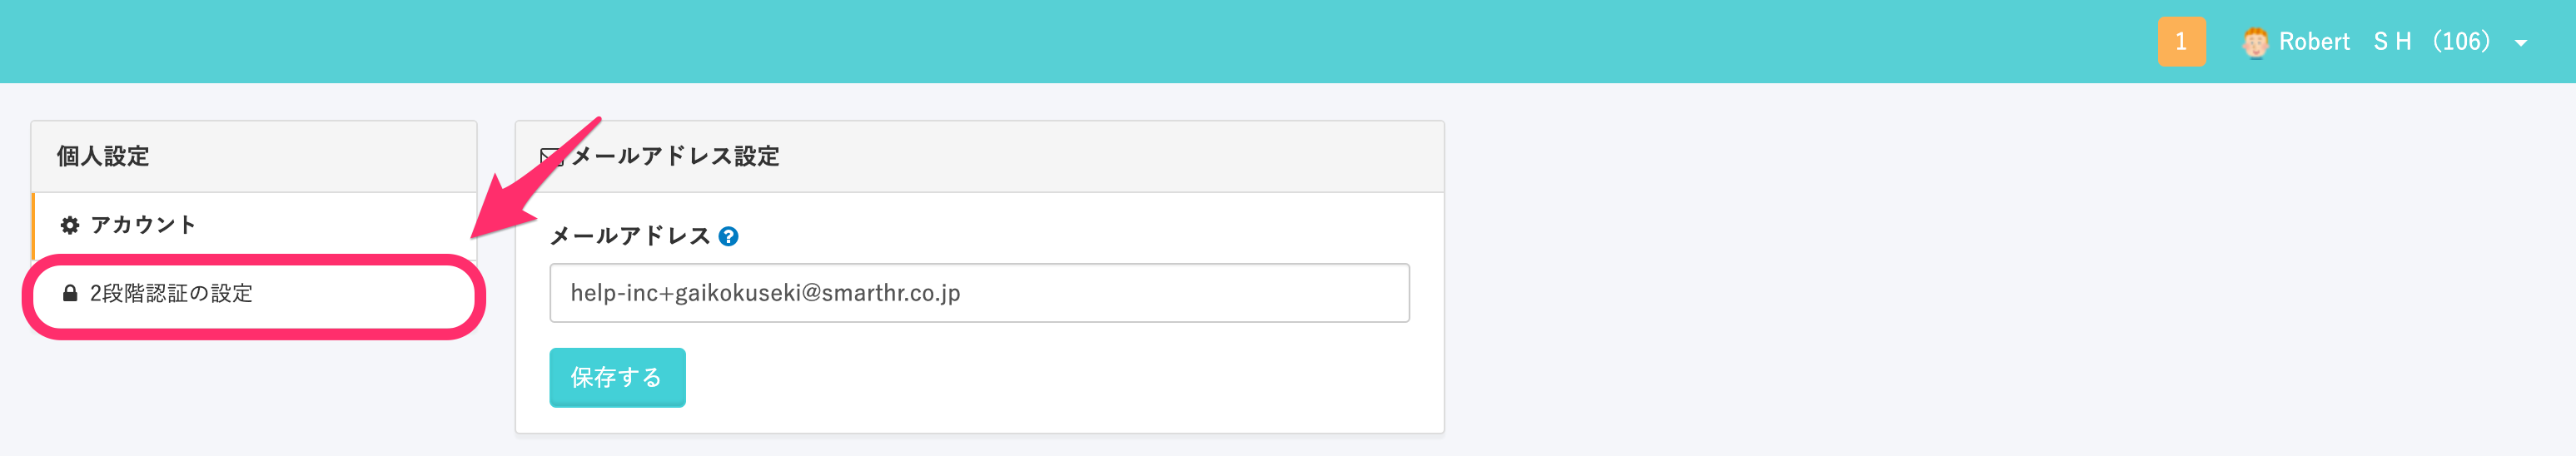 1
Robert S H （106）
個人設定
アカウント
2段階認証の設定
メールアドレス設定
メールアドレス ?
help-inc+gaikokuseki@smarthr.co.jp
保存する